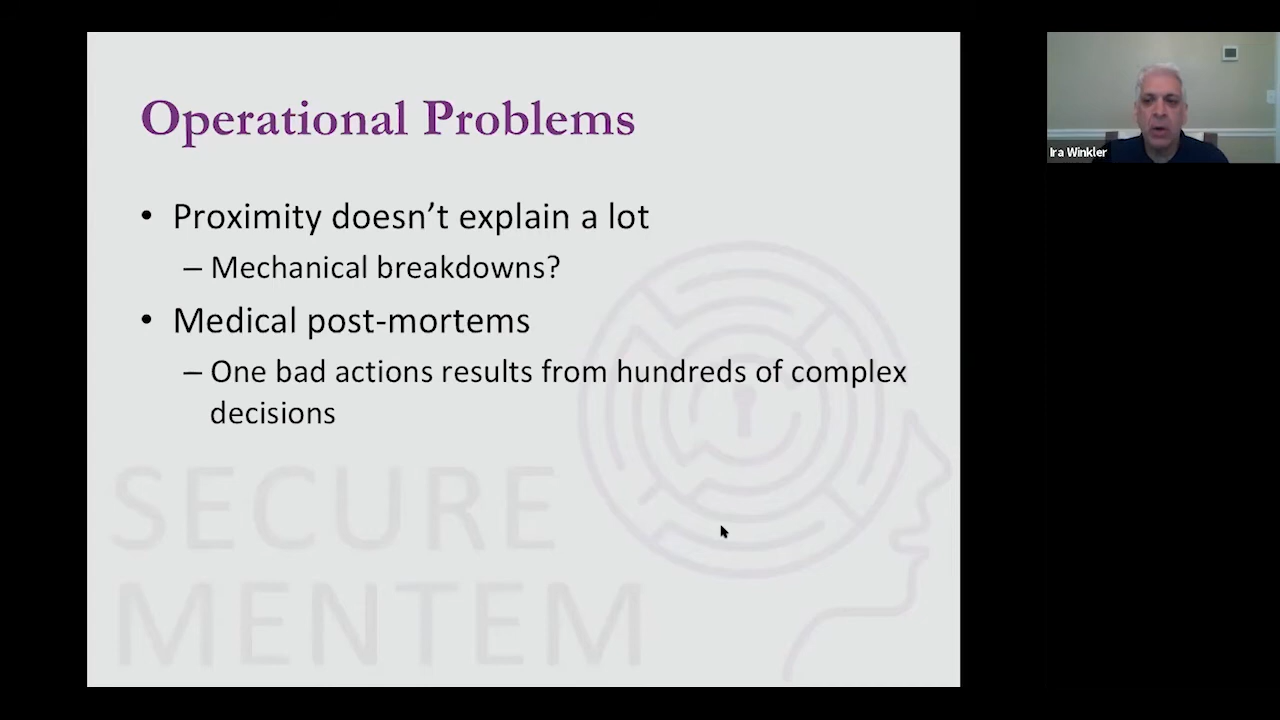 Operational Problems
• Proximity doesn’t explain a lot
– Mechanical breakdowns?
• Medical post-mortems
– One bad actions results from hundreds of complex
decisions
SECURE
MENTEM
Ira Winkler